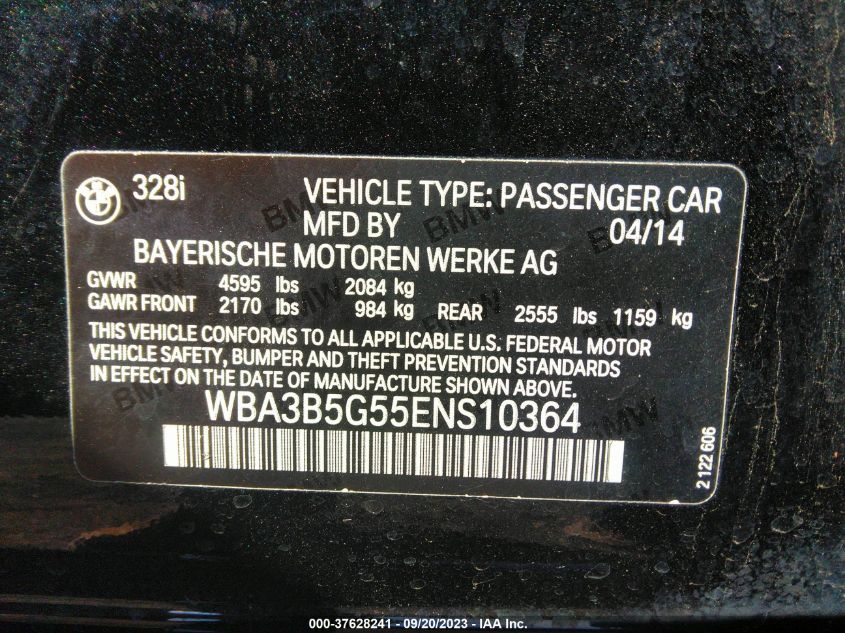 328i VEHICLE TYPE: PASSENGER CAR
MFD BY 04/14
BAYERISCHE MOTOREN WERKE AG
GVWR 4595 lbs 2084 kg
GAWR FRONT 2170 lbs 984 kg REAR 2555 lbs 1159 kg
THIS VEHICLE CONFORMS TO ALL APPLICABLE U.S. FEDERAL MOTOR
VEHICLE SAFETY, BUMPER AND THEFT PREVENTION STANDARDS
IN EFFECT ON THE DATE OF MANUFACTURE SHOWN ABOVE.
WBA3B5G55ENS10364
2 122 606
000-37628241 - 09/20/2023 - IAA Inc.